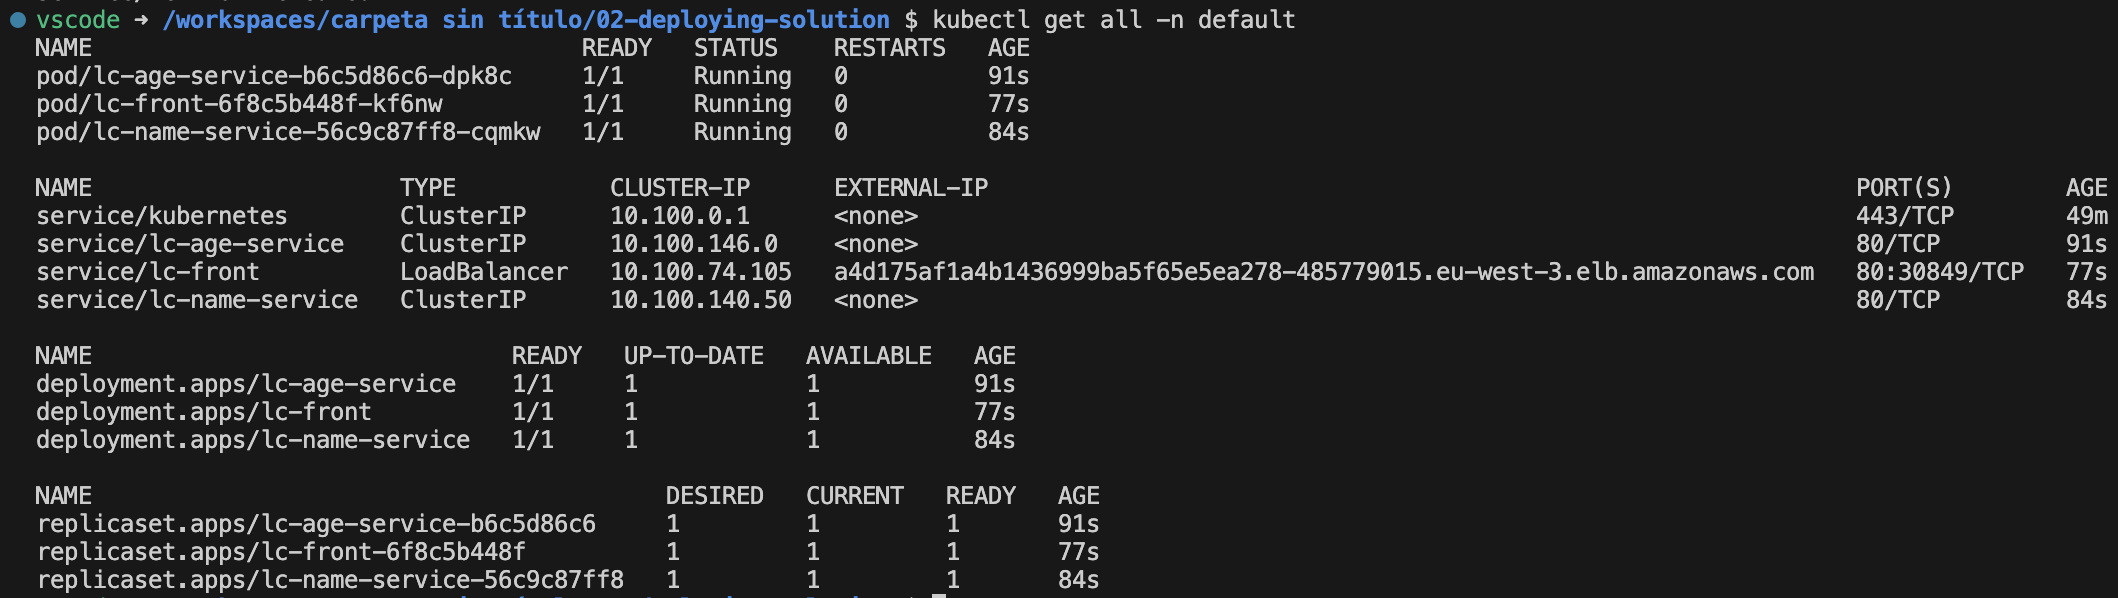 vscode ➜ /workspaces/carpeta sin título/02-deploying-solution $ kubectl get all -n default
NAME READY STATUS RESTARTS AGE
pod/lc-age-service-b6c5d86c6-dpk8c 1/1 Running 0 91s
pod/lc-front-6f8c5b448f-kf6nw 1/1 Running 0 77s
pod/lc-name-service-56c9c87ff8-cqmkw 1/1 Running 0 84s
NAME TYPE CLUSTER-IP EXTERNAL-IP PORT(S) AGE
service/kubernetes ClusterIP 10.100.0.1 <none> 443/TCP 49m
service/lc-age-service ClusterIP 10.100.146.0 <none> 80/TCP 91s
service/lc-front LoadBalancer 10.100.74.105 a4d175af1a4b1436999ba5f65e5ea278-485779015.eu-west-3.elb.amazonaws.com 80:30849/TCP 77s
service/lc-name-service ClusterIP 10.100.140.50 <none> 80/TCP 84s
NAME READY UP-TO-DATE AVAILABLE AGE
deployment.apps/lc-age-service 1/1 1 1 91s
deployment.apps/lc-front 1/1 1 1 77s
deployment.apps/lc-name-service 1/1 1 1 84s
NAME DESIRED CURRENT READY AGE
replicaset.apps/lc-age-service-b6c5d86c6 1 1 1 91s
replicaset.apps/lc-front-6f8c5b448f 1 1 1 77s
replicaset.apps/lc-name-service-56c9c87ff8 1 1 1 84s